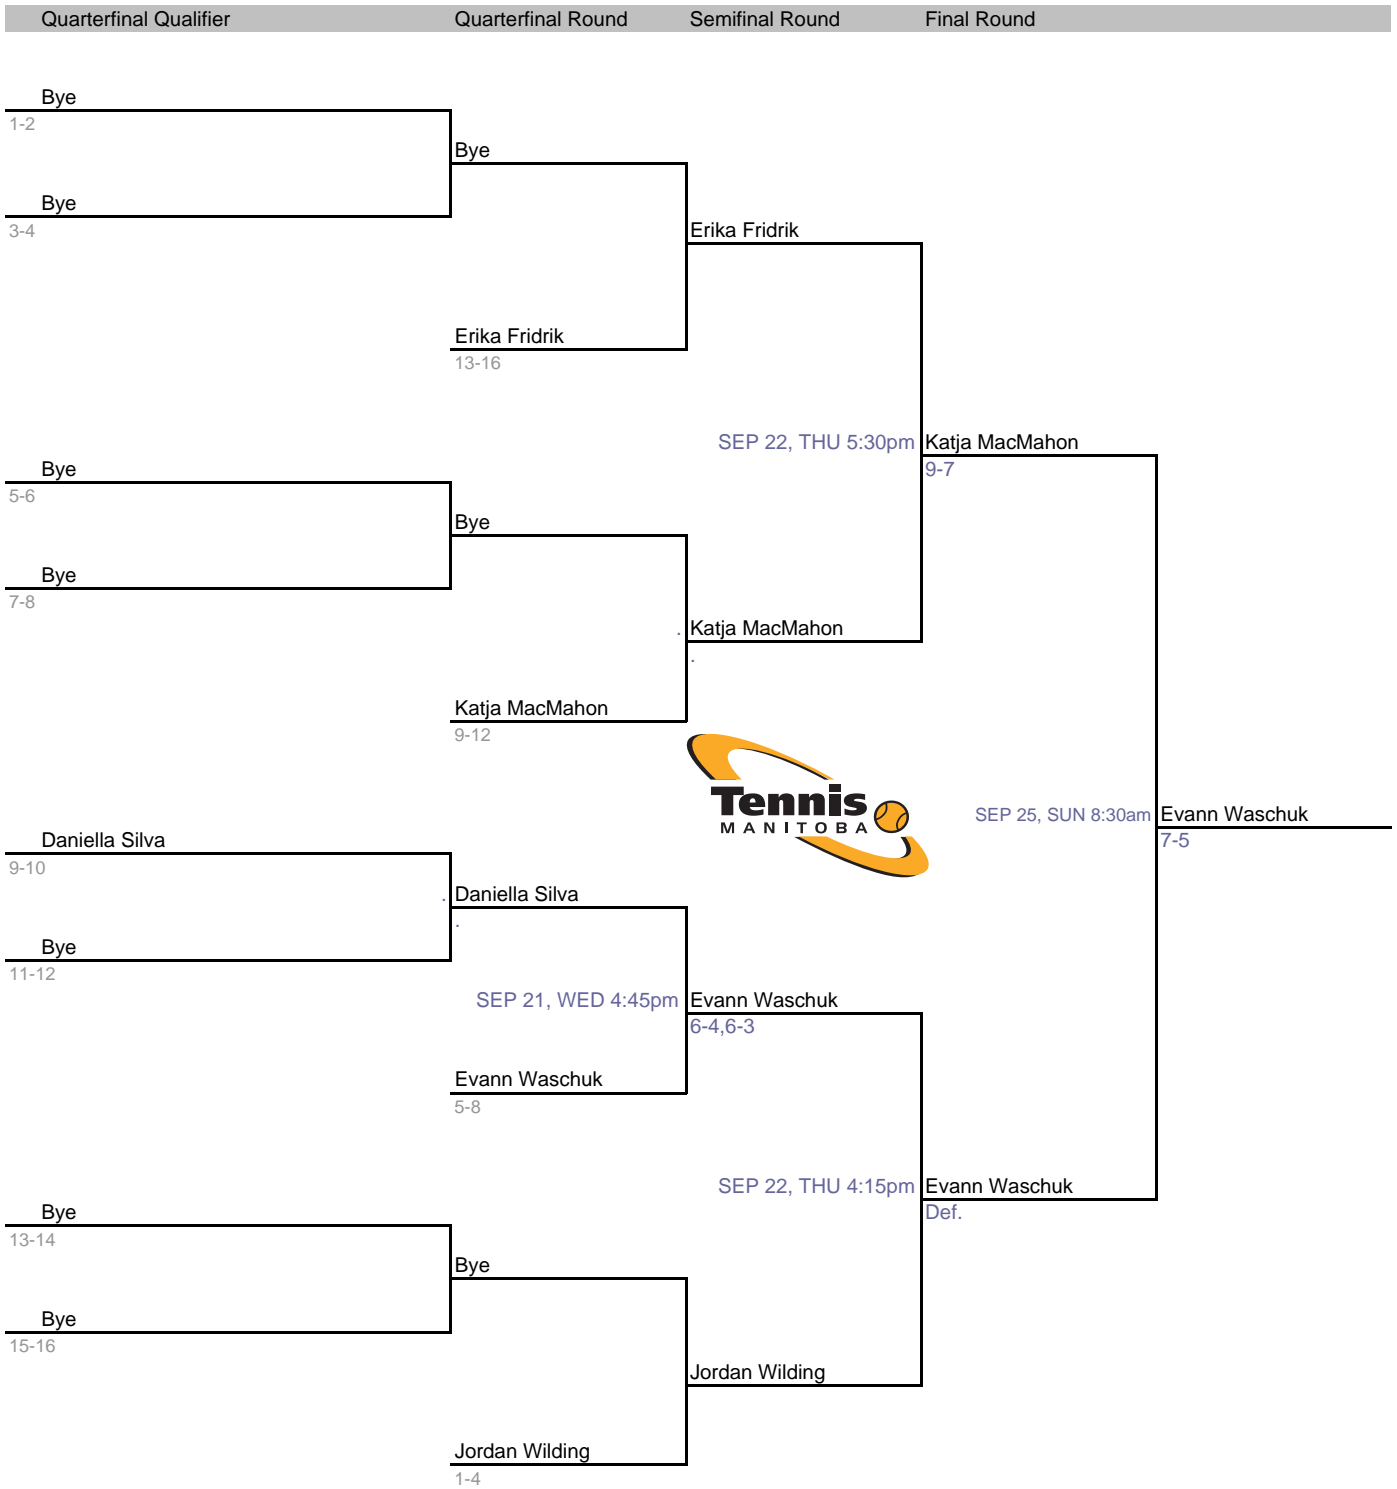 Quarterfinal Qualifier Quarterfinal Round Semifinal Round Final Round
Bye
1-2
Bye
Bye
3-4
Erika Fridrik
Erika Fridrik
13-16
SEP 22, THU 5:30pm Katja MacMahon
9-7
Bye
5-6
Bye
Bye
7-8
. Katja MacMahon
.
Katja MacMahon
9-12
Tennis
MANITOBA
SEP 25, SUN 8:30am Evann Waschuk
7-5
Daniella Silva
9-10
. Daniella Silva
.
Bye
11-12
SEP 21, WED 4:45pm Evann Waschuk
6-4,6-3
Evann Waschuk
5-8
SEP 22, THU 4:15pm Evann Waschuk
Def.
Bye
13-14
Bye
Bye
15-16
Jordan Wilding
Jordan Wilding
1-4